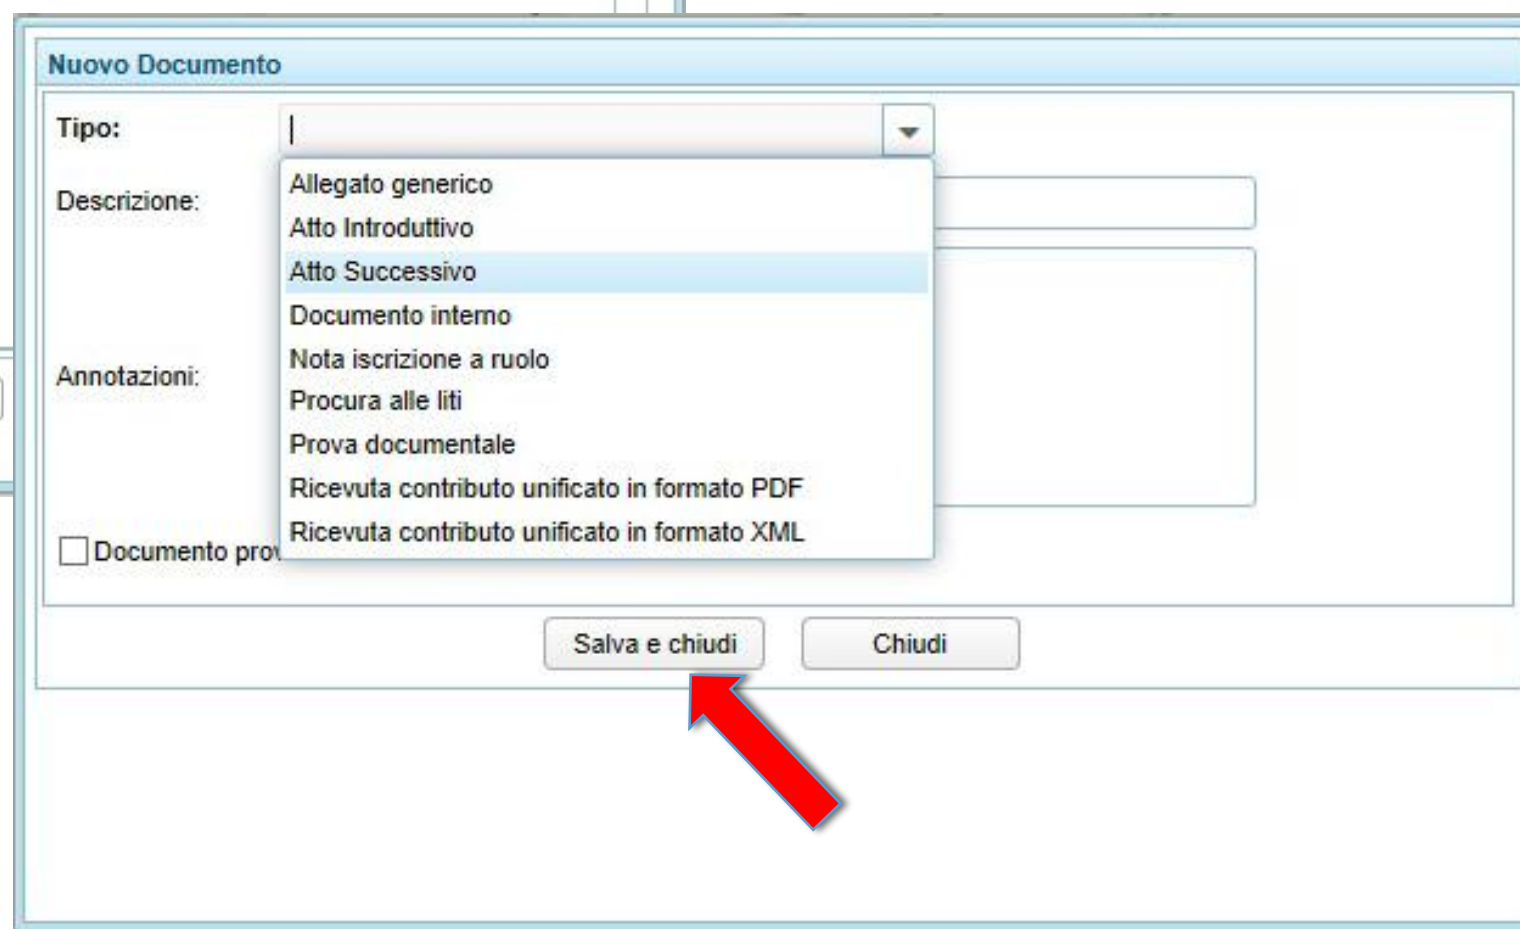 Nuovo Documento
Tipo:
Allegato generico
Descrizione:
Atto Introduttivo
Atto Successivo
Documento interno
Nota iscrizione a ruolo
Annotazioni:
Procura alle liti
Prova documentale
Ricevuta contributo unificato in formato PDF
Ricevuta contributo unificato in formato XML
Documento
Salva e chiudi
Chiudi